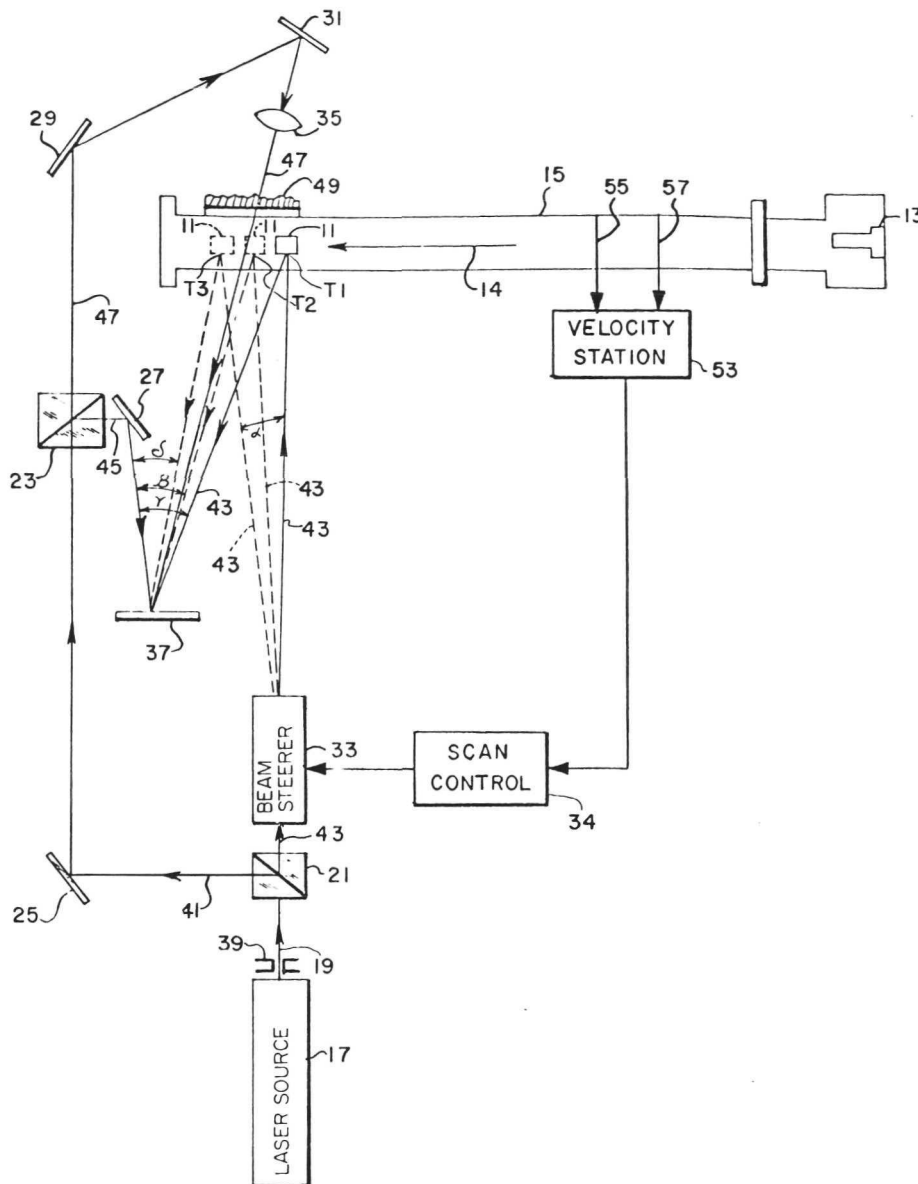 31
35
29
47
49
15
55
57
13
11
11
11
T3
T2
T1
14
VELOCITY
STATION
53
47
27
23
45
δ
β
γ
α
43
43
43
43
37
BEAM
STEERER
33
SCAN
CONTROL
34
43
21
25
41
39
19
LASER SOURCE
17